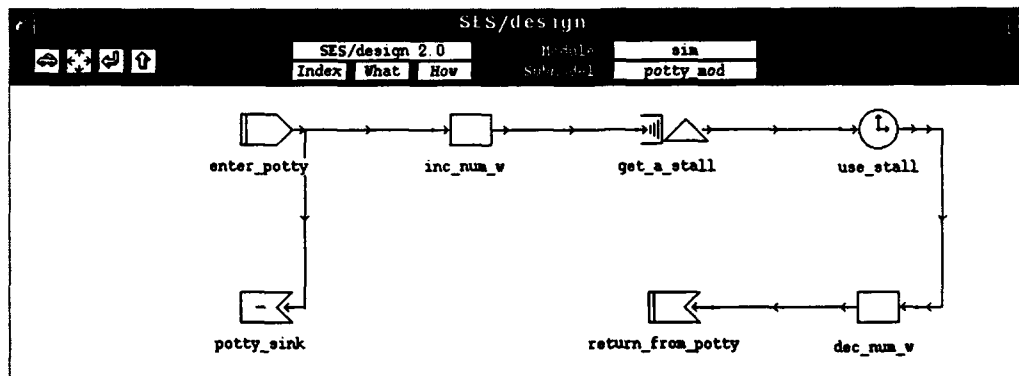 SES/design
SES/design 2.0 Module sim
Index What How Submodel potty_mod
enter_potty inc_num_w get_a_stall use_stall
potty_sink return_from_potty dec_num_w